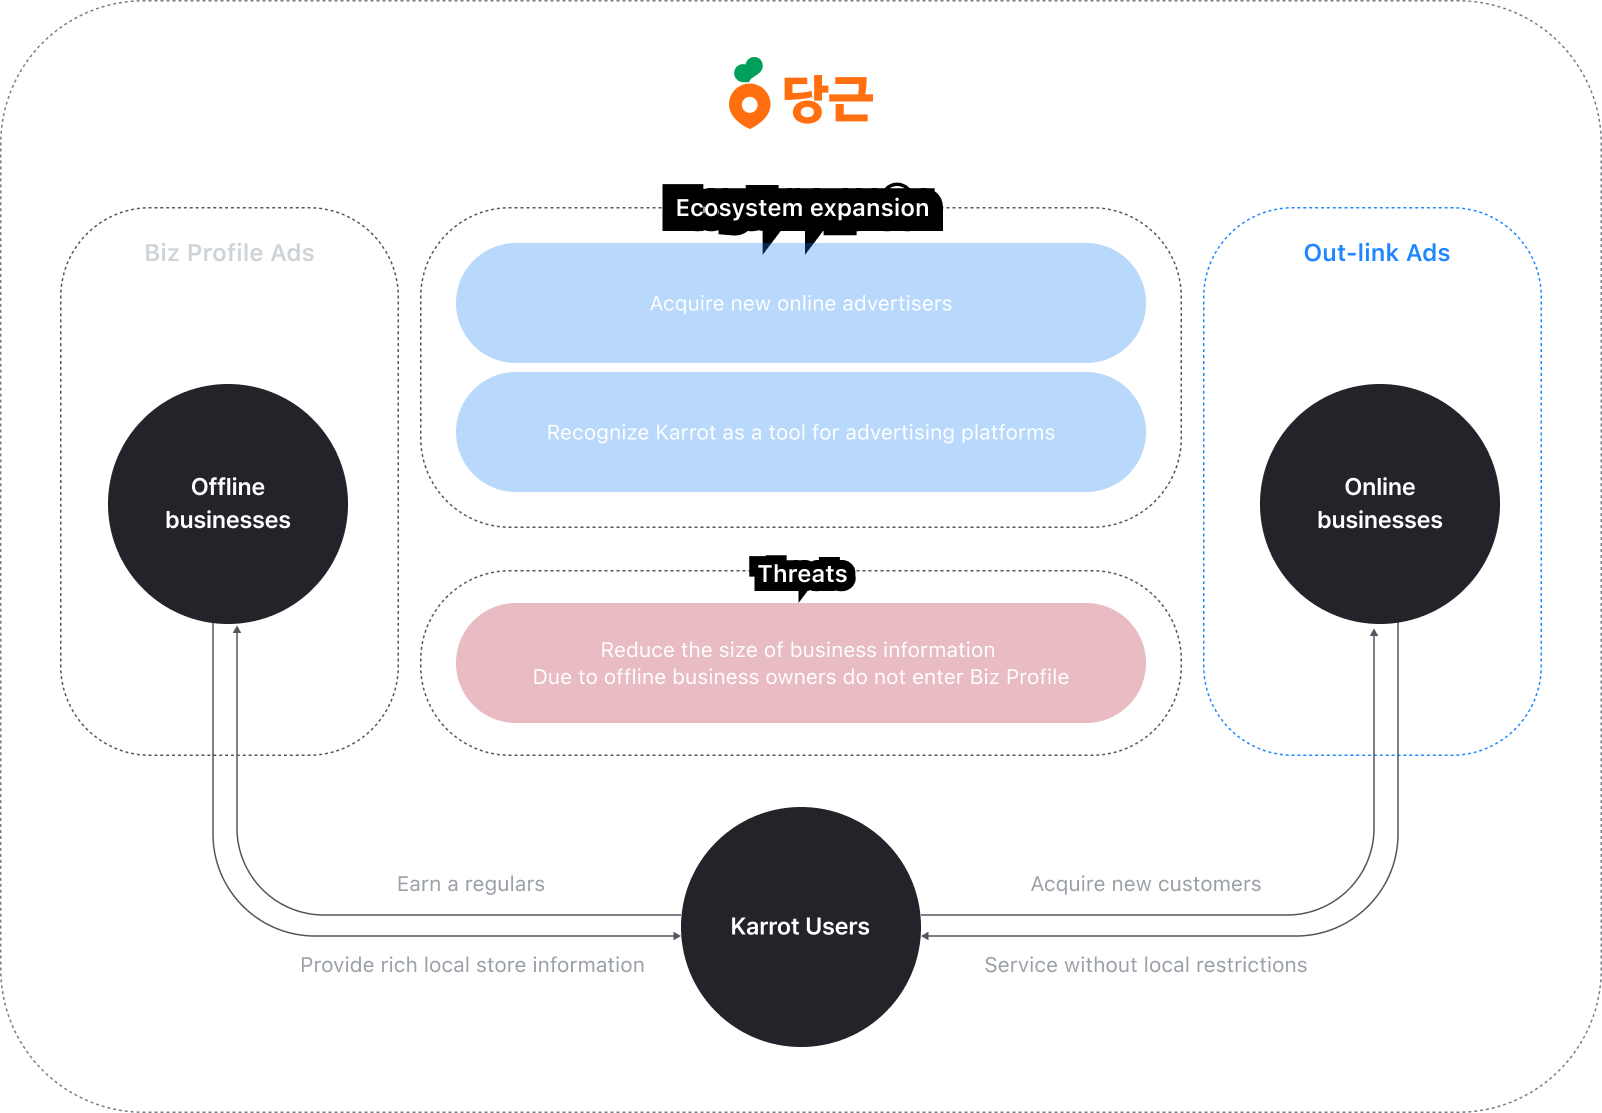 당근
Ecosystem expansion
Biz Profile Ads
Out-link Ads
Acquire new online advertisers
Recognize Karrot as a tool for advertising platforms
Offline
businesses
Online
businesses
Threats
Reduce the size of business information
Due to offline business owners do not enter Biz Profile
Earn a regulars
Acquire new customers
Karrot Users
Provide rich local store information
Service without local restrictions